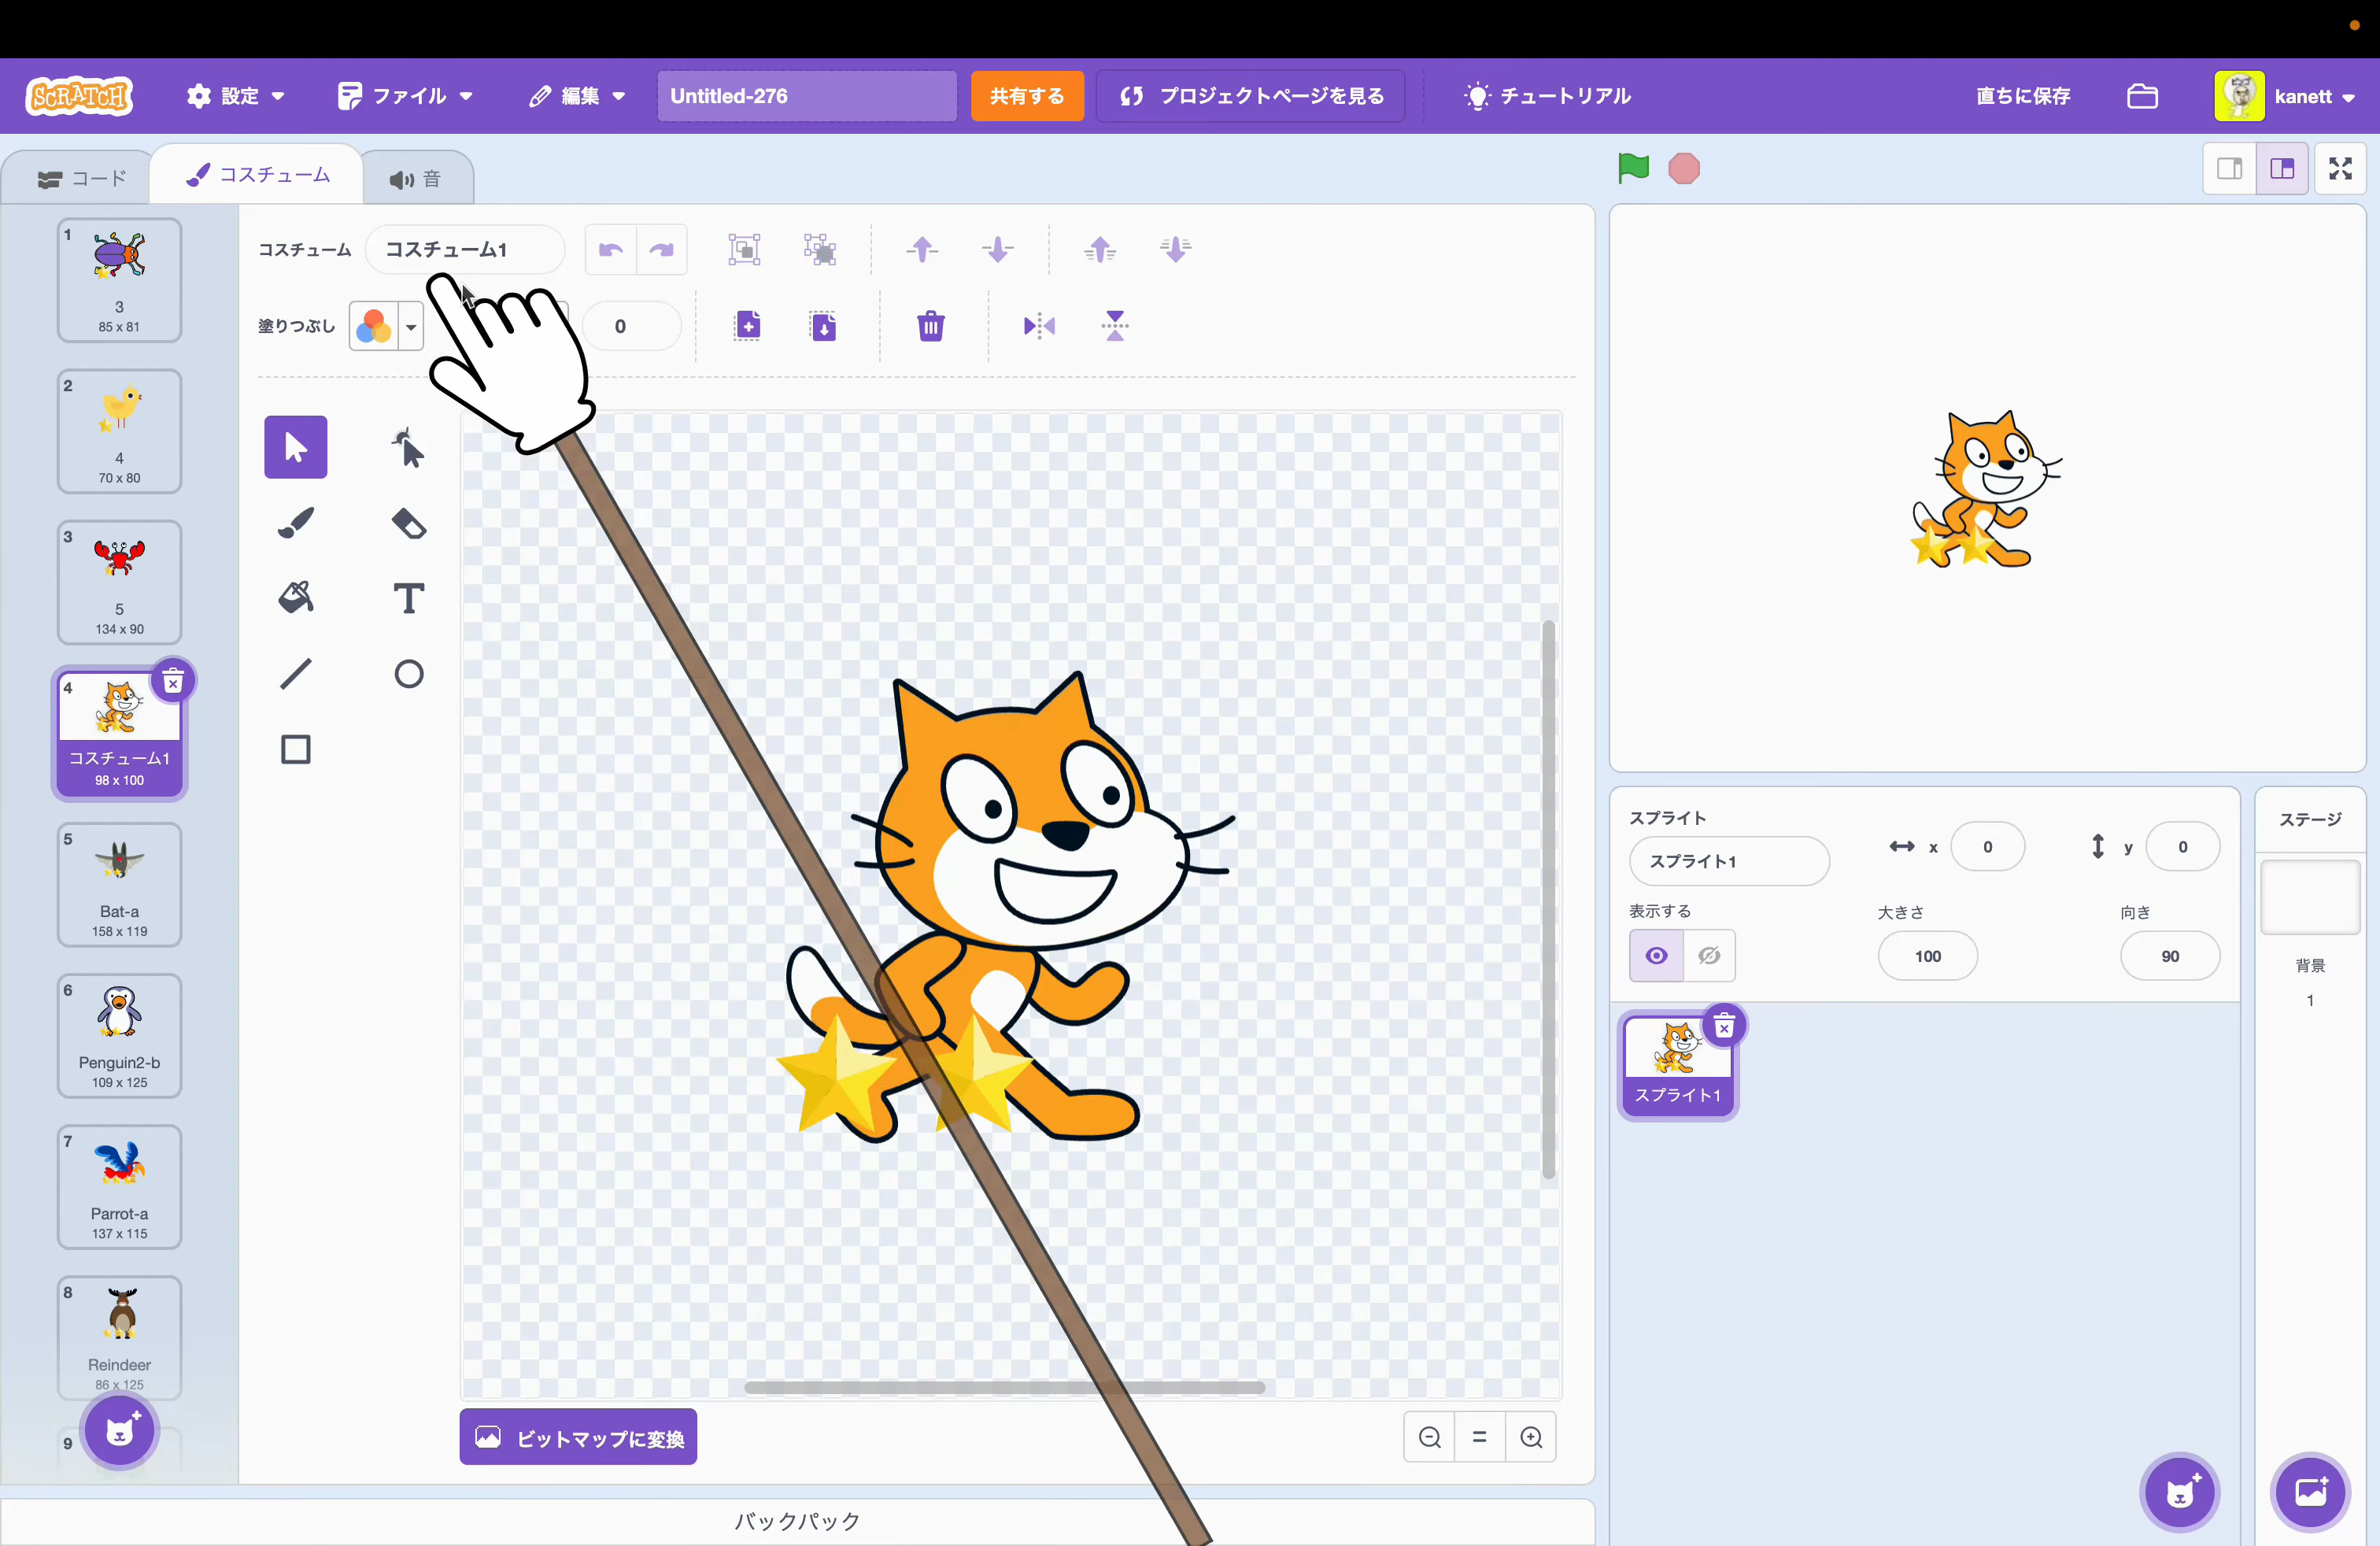 SCRATCH 設定 ファイル 編集 Untitled-276 共有する プロジェクトページを見る チュートリアル 直ちに保存 kanett
コード コスチューム 音
1
3
85 x 81
2
4
70 x 80
3
5
134 x 90
4
コスチューム1
98 x 100
5
Bat-a
158 x 119
6
Penguin2-b
109 x 125
7
Parrot-a
137 x 115
8
Reindeer
86 x 125
9
コスチューム コスチューム1
塗りつぶし 0
T
ビットマップに変換
バックパック
スプライト
スプライト1
x 0
y 0
表示する
大きさ
100
向き
90
スプライト1
ステージ
背景
1